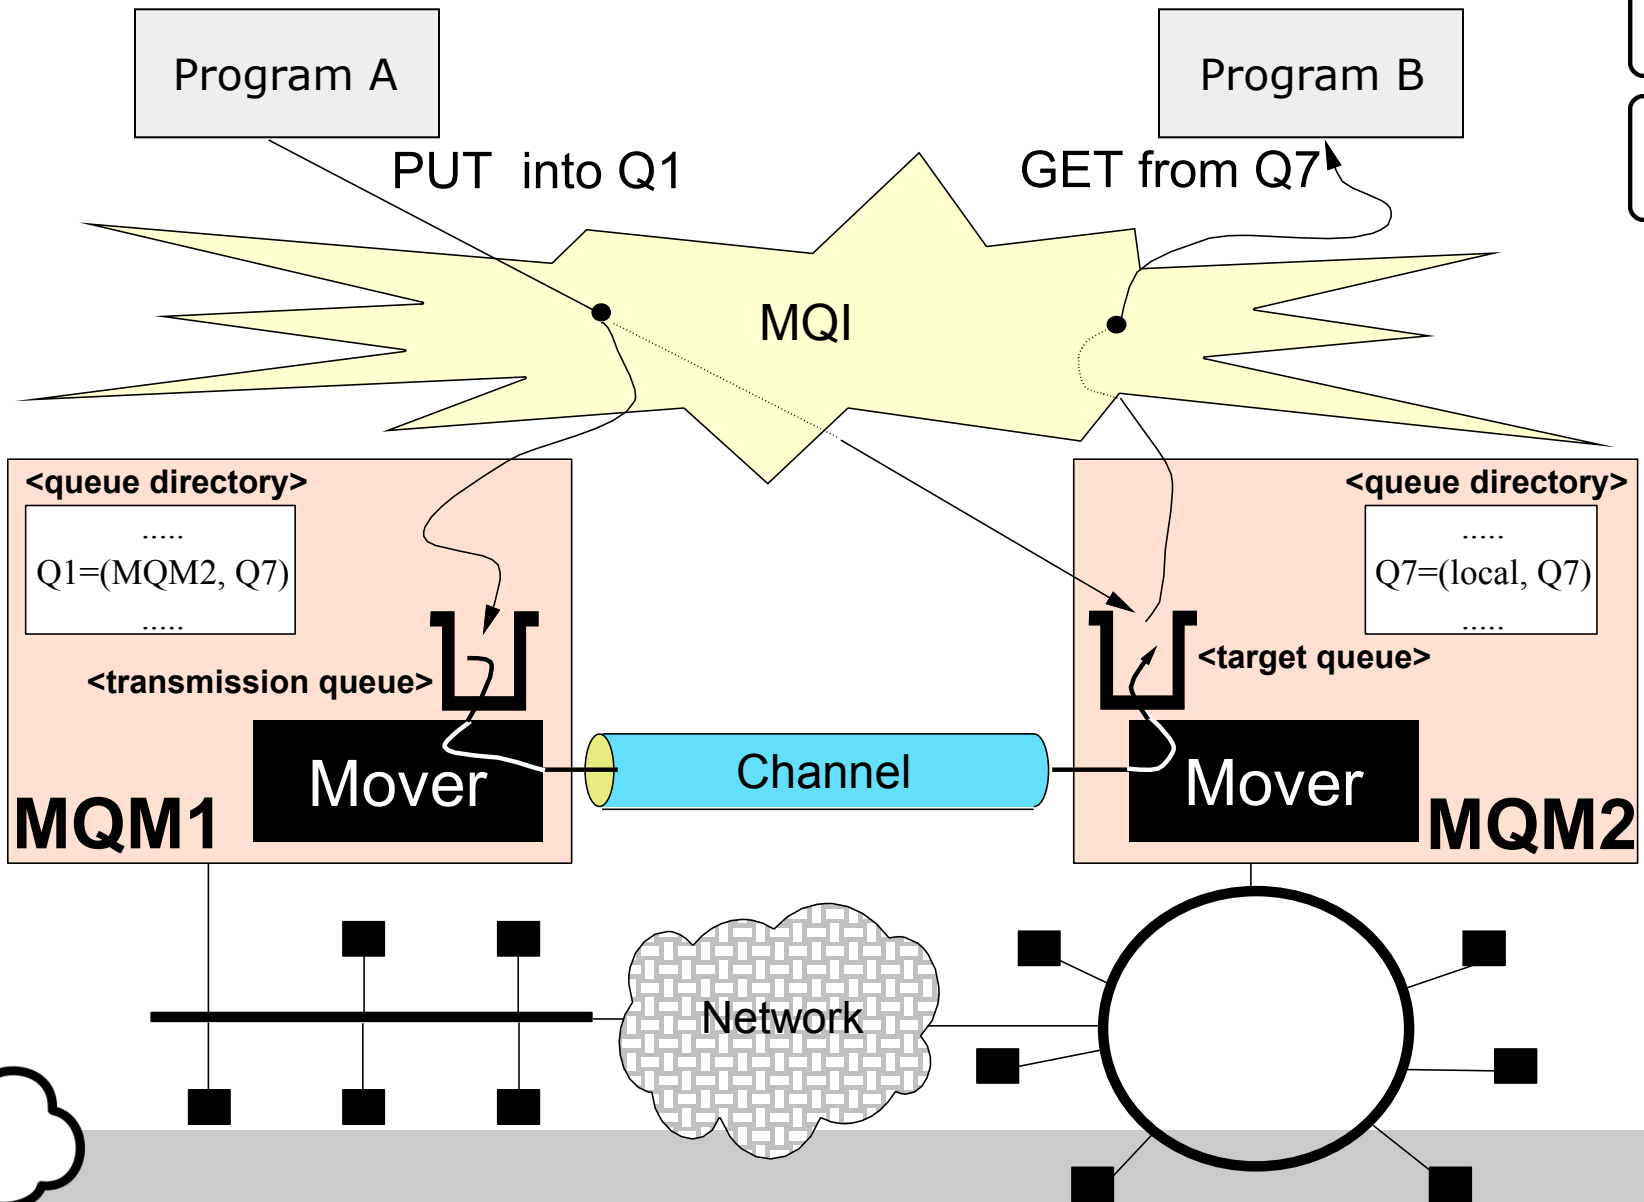 Program A
Program B
PUT into Q1
GET from Q7
MQI
<queue directory>
.....
Q1=(MQM2, Q7)
.....
<transmission queue>
Mover
MQM1
Channel
<queue directory>
.....
Q7=(local, Q7)
.....
<target queue>
Mover
MQM2
Network